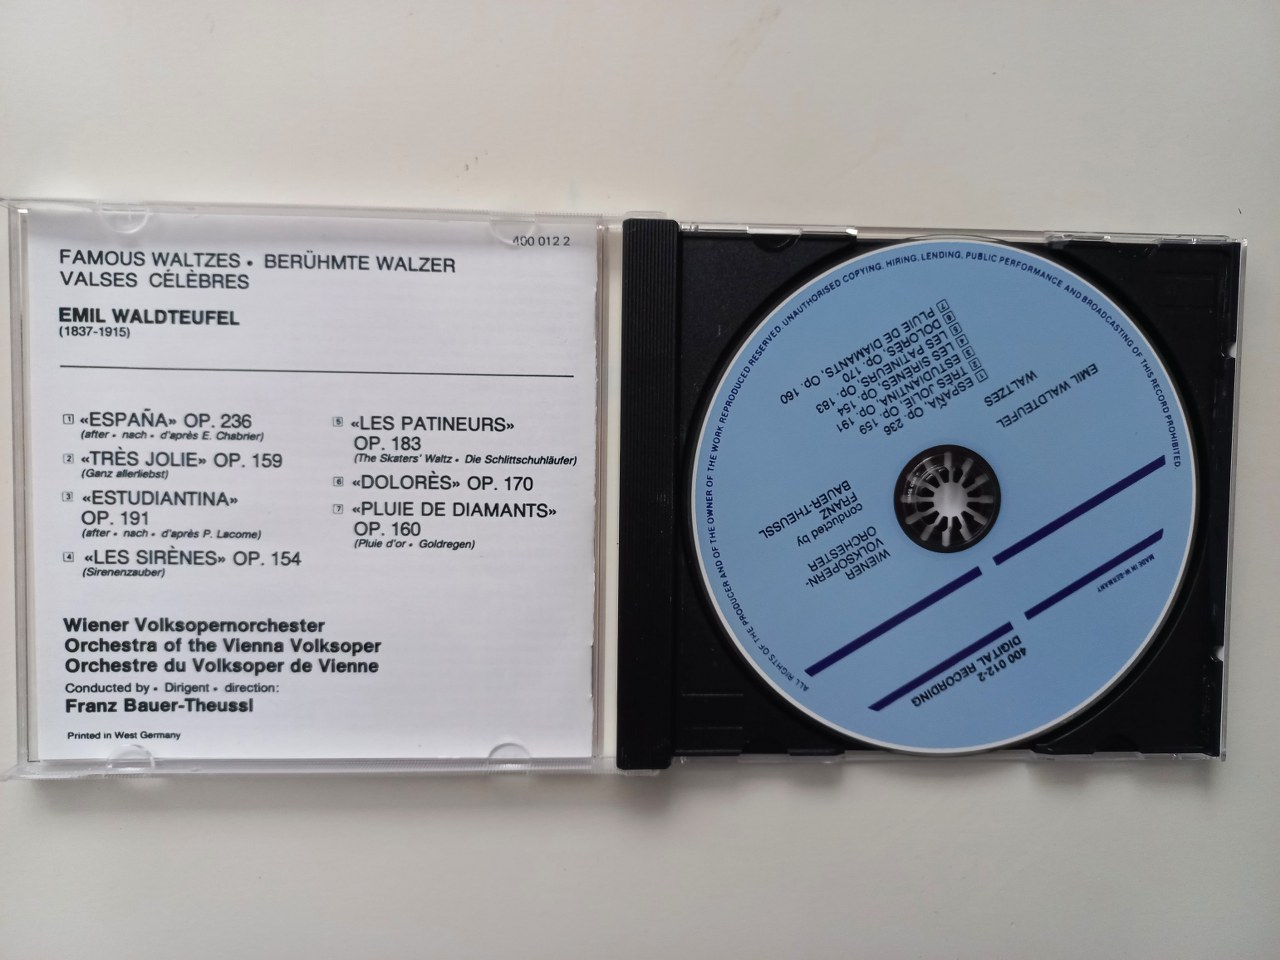 400 012 2
FAMOUS WALTZES • BERÜHMTE WALZER
VALSES CÉLÈBRES
EMIL WALDTEUFEL
(1837-1915)
1 «ESPAÑA» OP. 236
(after • nach • d'après E. Chabrier)
2 «TRÈS JOLIE» OP. 159
(Ganz allerliebst)
3 «ESTUDIANTINA»
OP. 191
(after • nach • d'après P. Lacome)
4 «LES SIRÈNES» OP. 154
(Sirenenzauber)
5 «LES PATINEURS»
OP. 183
(The Skaters' Waltz • Die Schlittschuhläufer)
6 «DOLORÈS» OP. 170
7 «PLUIE DE DIAMANTS»
OP. 160
(Pluie d'or • Goldregen)
Wiener Volksopernorchester
Orchestra of the Vienna Volksoper
Orchestre du Volksoper de Vienne
Conducted by • Dirigent • direction:
Franz Bauer-Theussl
Printed in West Germany
ALL RIGHTS OF THE PRODUCER AND OF THE OWNER OF THE WORK REPRODUCED RESERVED. UNAUTHORISED COPYING, HIRING, LENDING, PUBLIC PERFORMANCE AND BROADCASTING OF THIS RECORD PROHIBITED
400 012-2
DIGITAL RECORDING
MADE IN W-GERMANY
WIENER
VOLKSOPERN-
ORCHESTER
conducted by
FRANZ
BAUER-THEUSSL
EMIL WALDTEUFEL
WALTZES
1 ESPAÑA, Op. 236
2 TRÈS JOLIE, Op. 159
3 ESTUDIANTINA, Op. 191
4 LES SIRÈNES, Op. 154
5 LES PATINEURS, Op. 183
6 DOLORÈS, Op. 170
7 PLUIE DE DIAMANTS, Op. 160